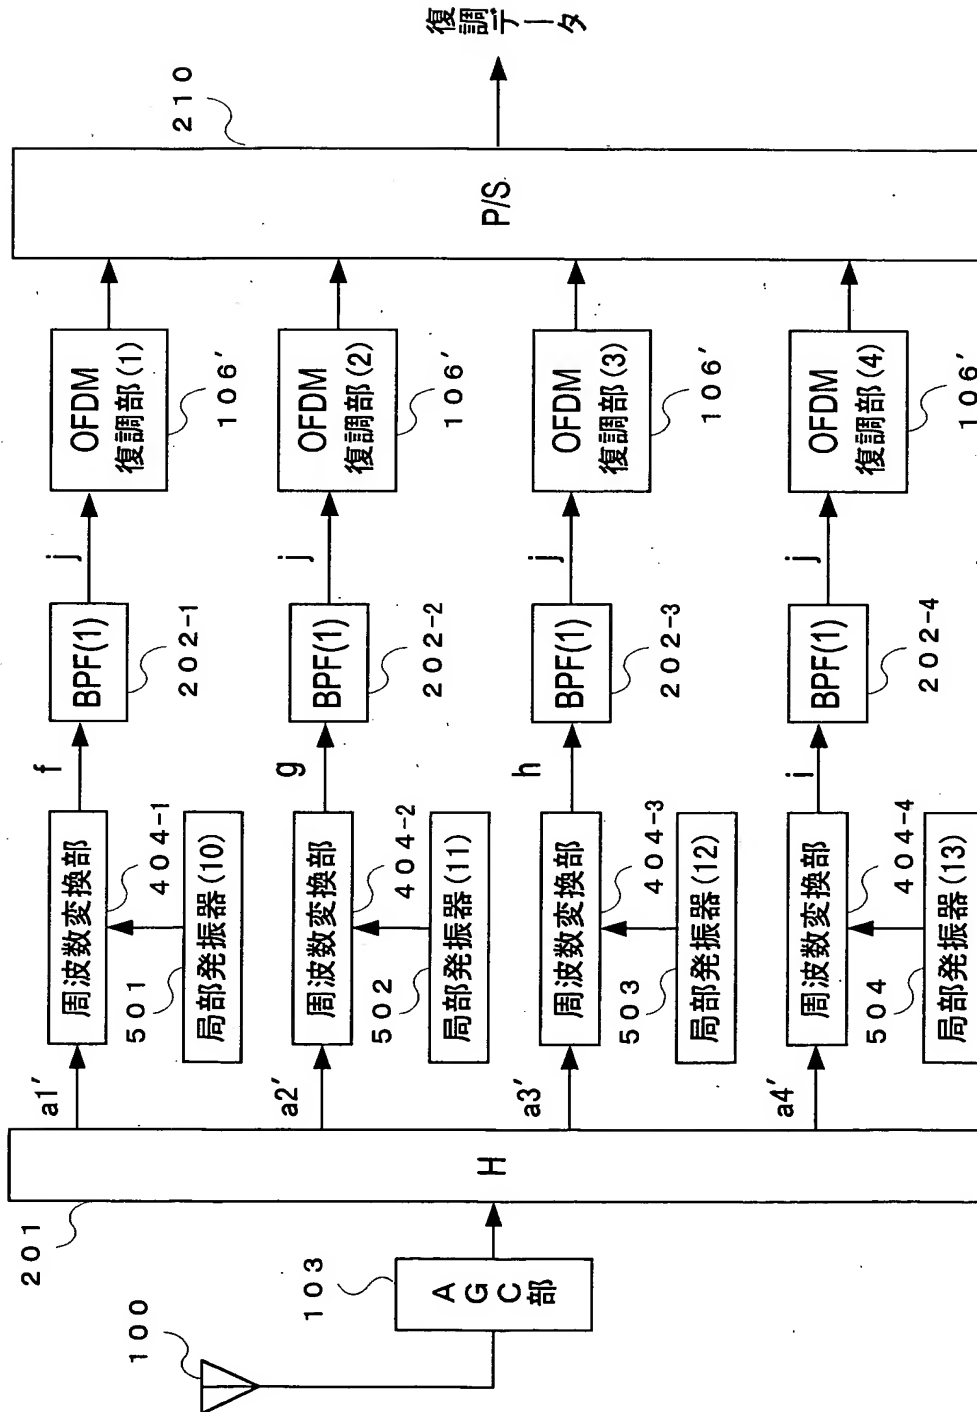 100
103
AGC部
201
H
a1′
周波数変換部
404-1
501
局部発振器(10)
f
BPF(1)
202-1
j
OFDM
復調部(1)
106′
a2′
周波数変換部
404-2
502
局部発振器(11)
g
BPF(1)
202-2
j
OFDM
復調部(2)
106′
a3′
周波数変換部
404-3
503
局部発振器(12)
h
BPF(1)
202-3
j
OFDM
復調部(3)
106′
a4′
周波数変換部
404-4
504
局部発振器(13)
i
BPF(1)
202-4
j
OFDM
復調部(4)
106′
P/S
210
復調データ